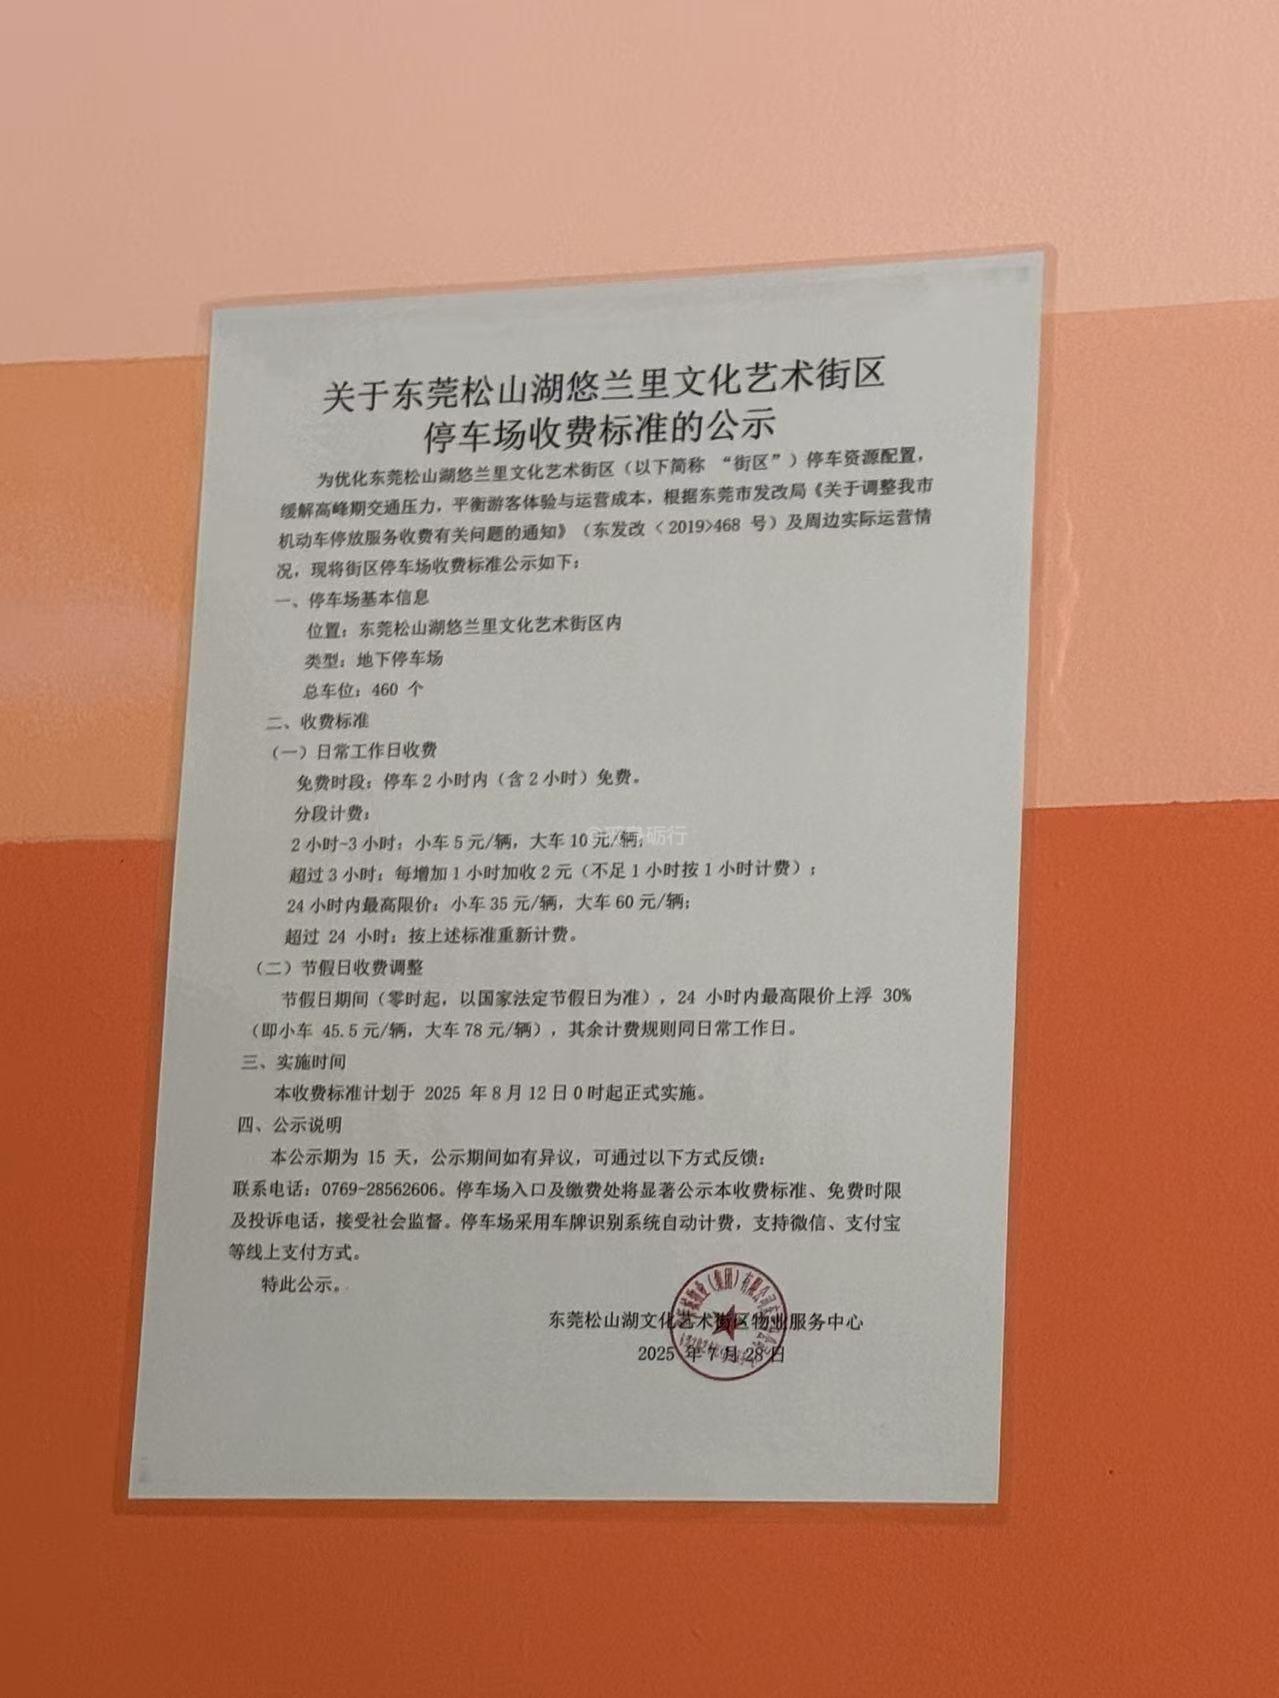 关于东莞松山湖悠兰里文化艺术街区
停车场收费标准的公示
为优化东莞松山湖悠兰里文化艺术街区（以下简称 “街区”）停车资源配置，
缓解高峰期交通压力，平衡游客体验与运营成本，根据东莞市发改局《关于调整我市
机动车停放服务收费有关问题的通知》（东发改＜2019>468 号）及周边实际运营情
况，现将街区停车场收费标准公示如下：
一、停车场基本信息
位置：东莞松山湖悠兰里文化艺术街区内
类型：地下停车场
总车位：460 个
二、收费标准
（一）日常工作日收费
免费时段：停车2小时内（含2小时）免费。
分段计费：
2小时-3小时：小车5元/辆，大车10元/辆；
超过3小时：每增加1小时加收2元（不足1小时按1小时计费）；
24小时内最高限价：小车35元/辆，大车60元/辆；
超过 24 小时：按上述标准重新计费。
（二）节假日收费调整
节假日期间（零时起，以国家法定节假日为准），24 小时内最高限价上浮 30%
（即小车 45.5元/辆，大车78元/辆），其余计费规则同日常工作日。
三、实施时间
本收费标准计划于 2025 年8月12日0时起正式实施。
四、公示说明
本公示期为 15 天，公示期间如有异议，可通过以下方式反馈：
联系电话：0769-28562606。停车场入口及缴费处将显著公示本收费标准、免费时限
及投诉电话，接受社会监督。停车场采用车牌识别系统自动计费，支持微信、支付宝
等线上支付方式。
特此公示。
东莞松山湖文化艺术街区物业服务中心
2025 年7月28日
物业（集团）有限公司
砺行